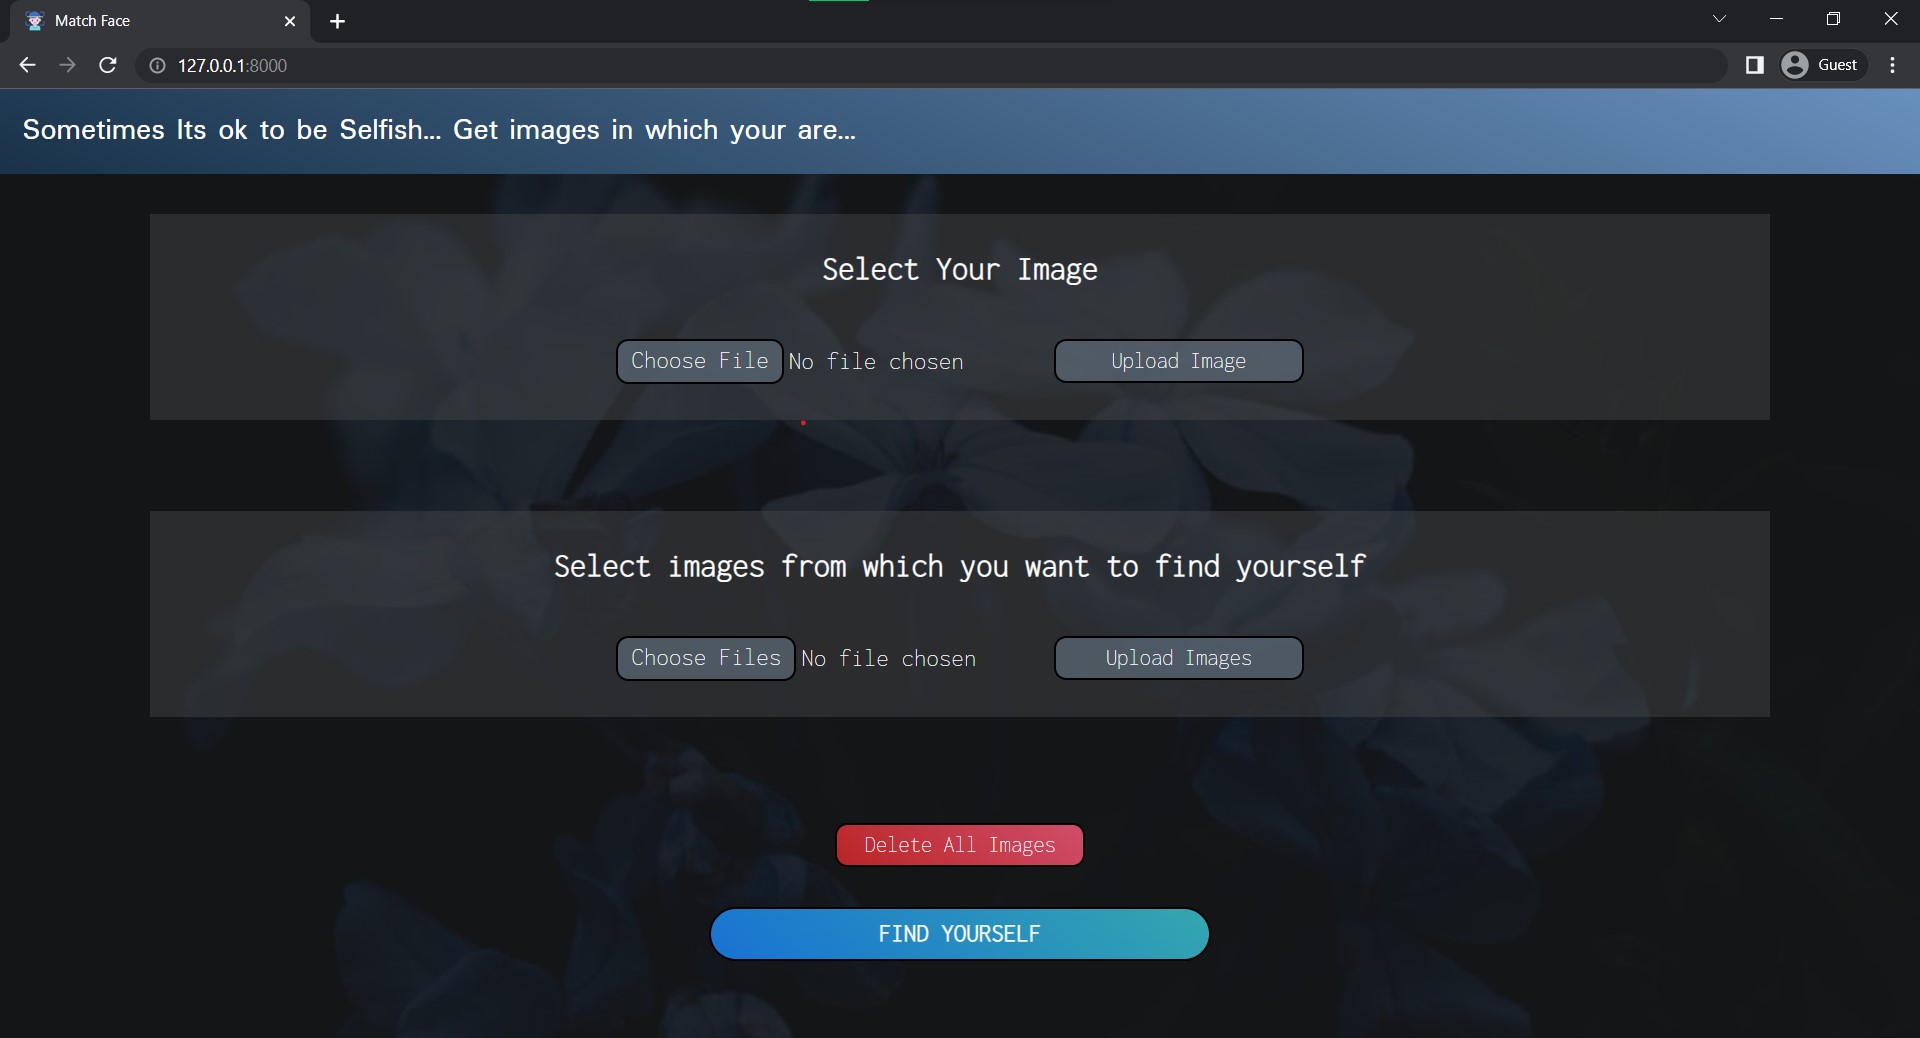 Match Face
127.0.0.1:8000
Guest
Sometimes Its ok to be Selfish... Get images in which your are...
Select Your Image
Choose File No file chosen Upload Image
Select images from which you want to find yourself
Choose Files No file chosen Upload Images
Delete All Images
FIND YOURSELF